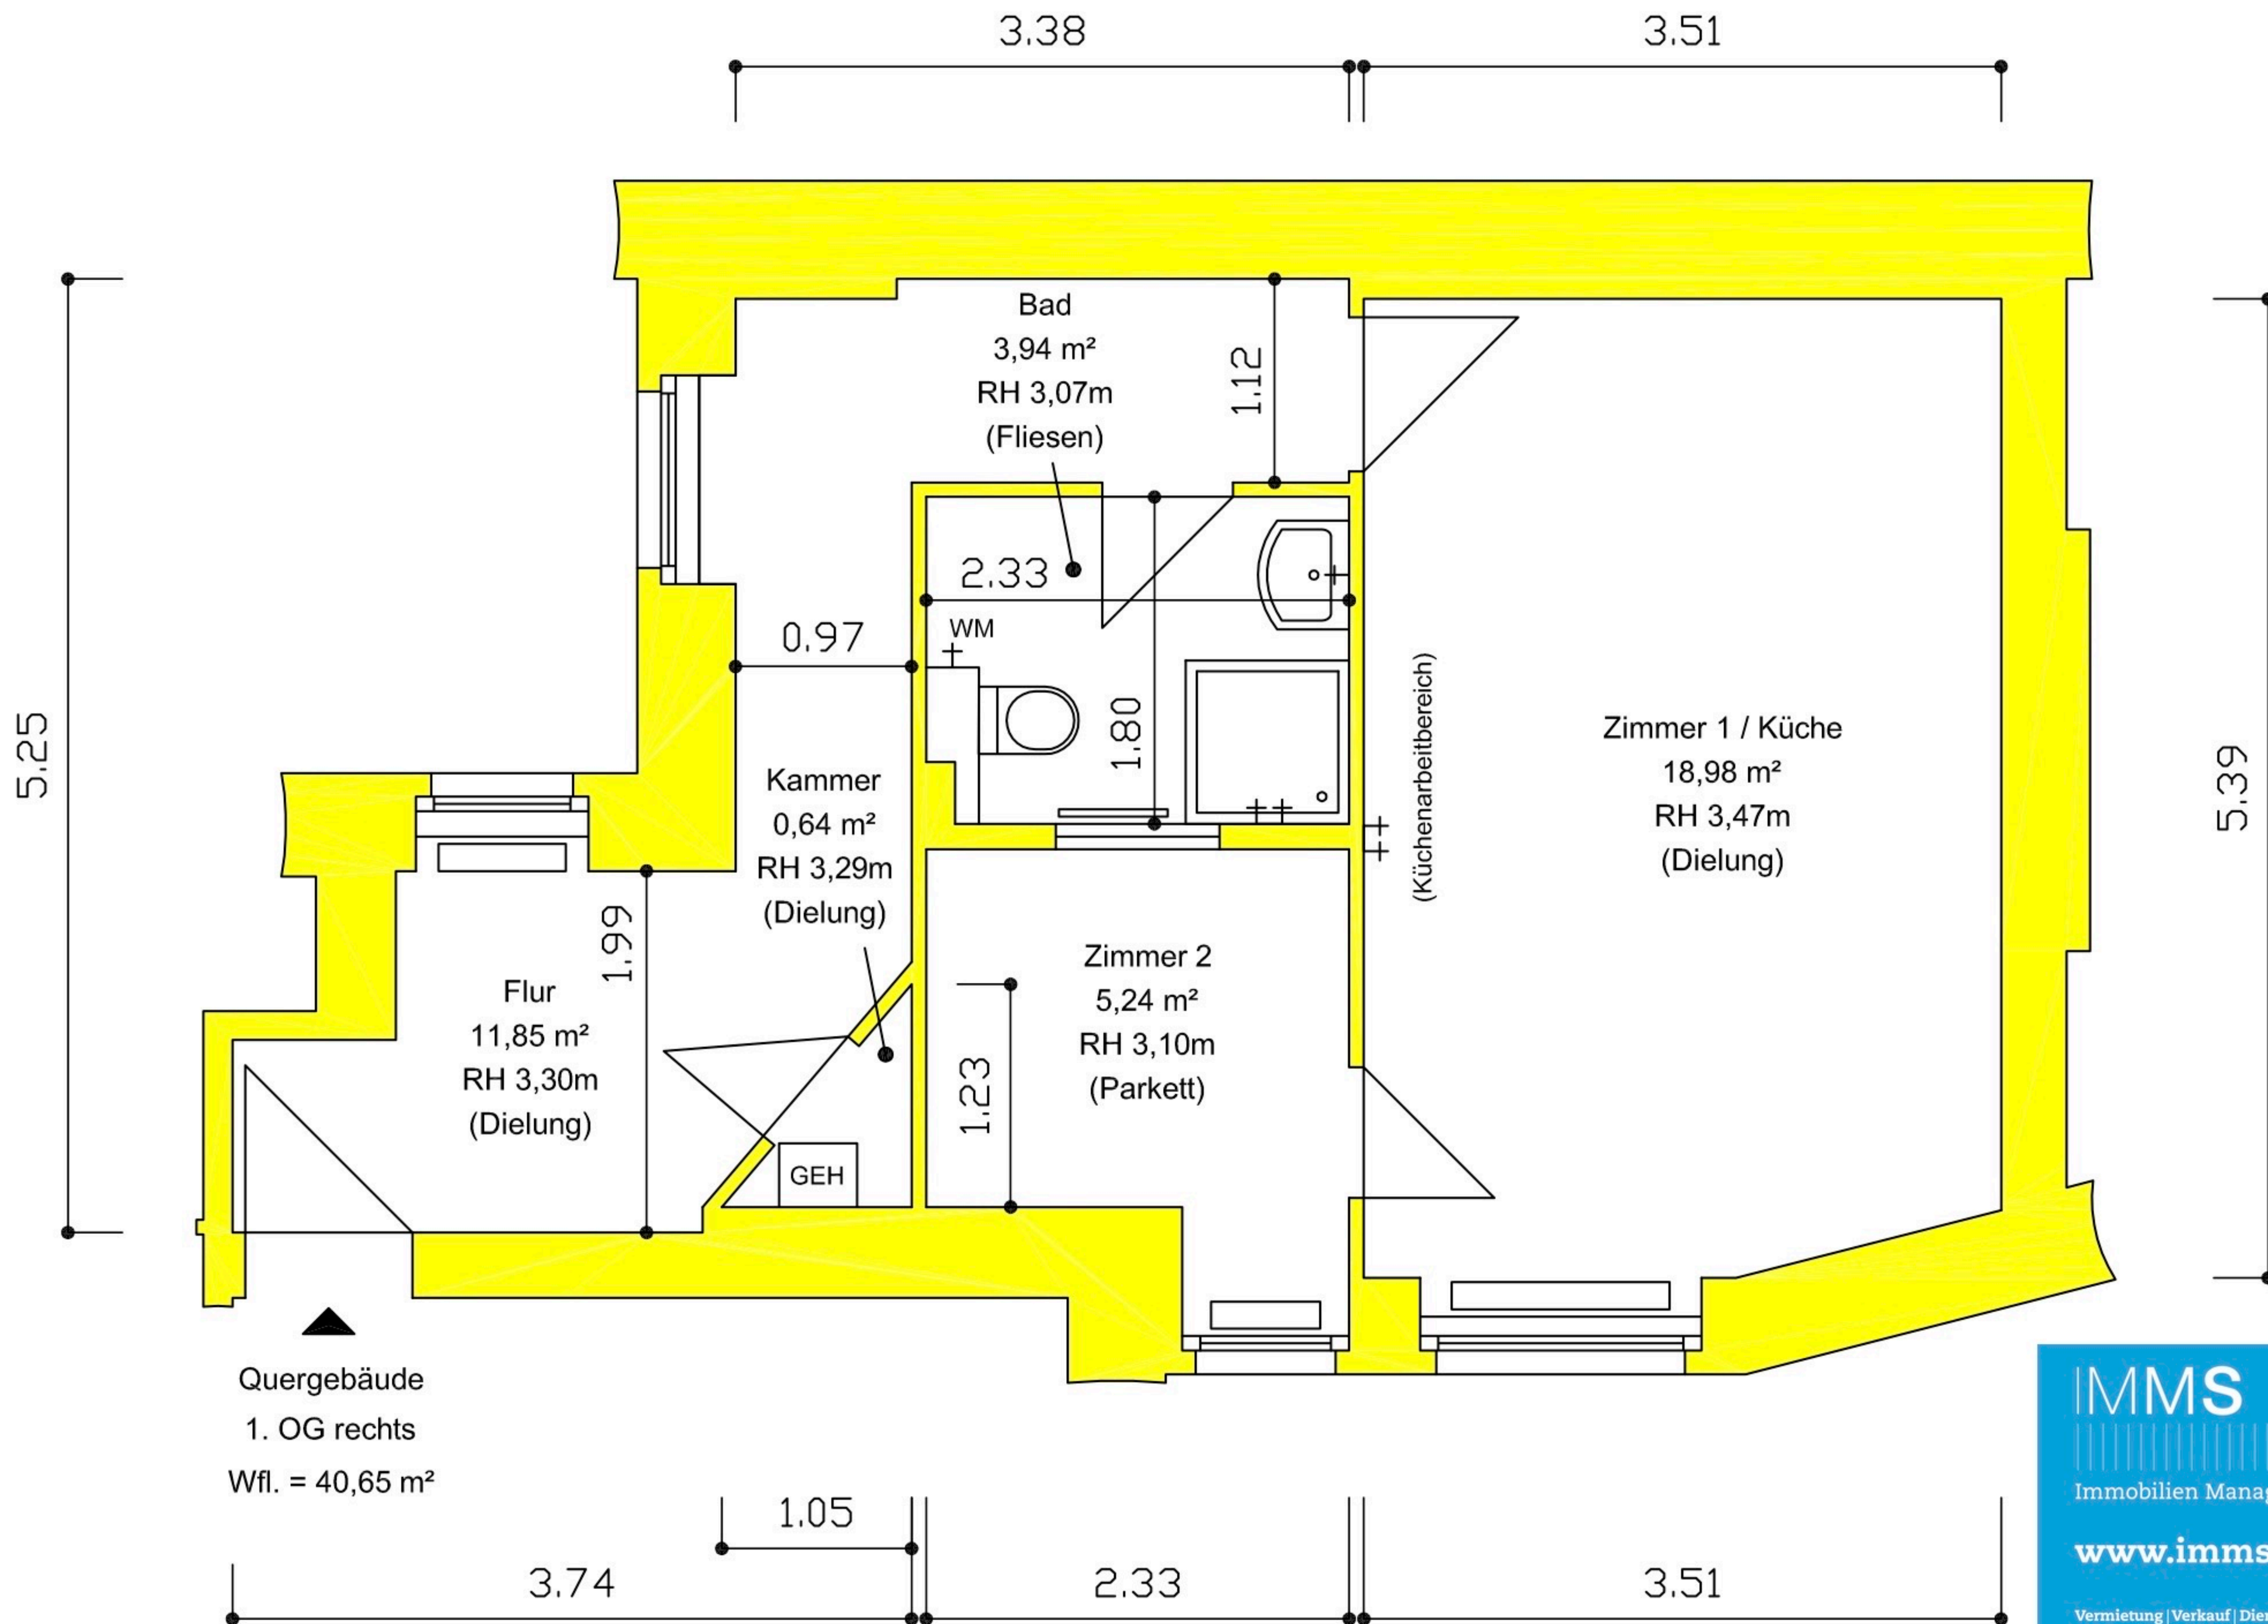 3.38
3.51
Bad
3,94 m²
RH 3,07m
(Fliesen)
1.12
2.33
WM
0.97
1.80
5.25
Kammer
0,64 m²
RH 3,29m
(Dielung)
(Küchenarbeitbereich)
Zimmer 1 / Küche
18,98 m²
RH 3,47m
(Dielung)
5.39
1.99
Flur
11,85 m²
RH 3,30m
(Dielung)
Zimmer 2
5,24 m²
RH 3,10m
(Parkett)
1.23
GEH
Quergebäude
1. OG rechts
Wfl. = 40,65 m²
1.05
3.74
2.33
3.51
IMMS
Immobilien Manag
www.imms
Vermietung|Verkauf|Die